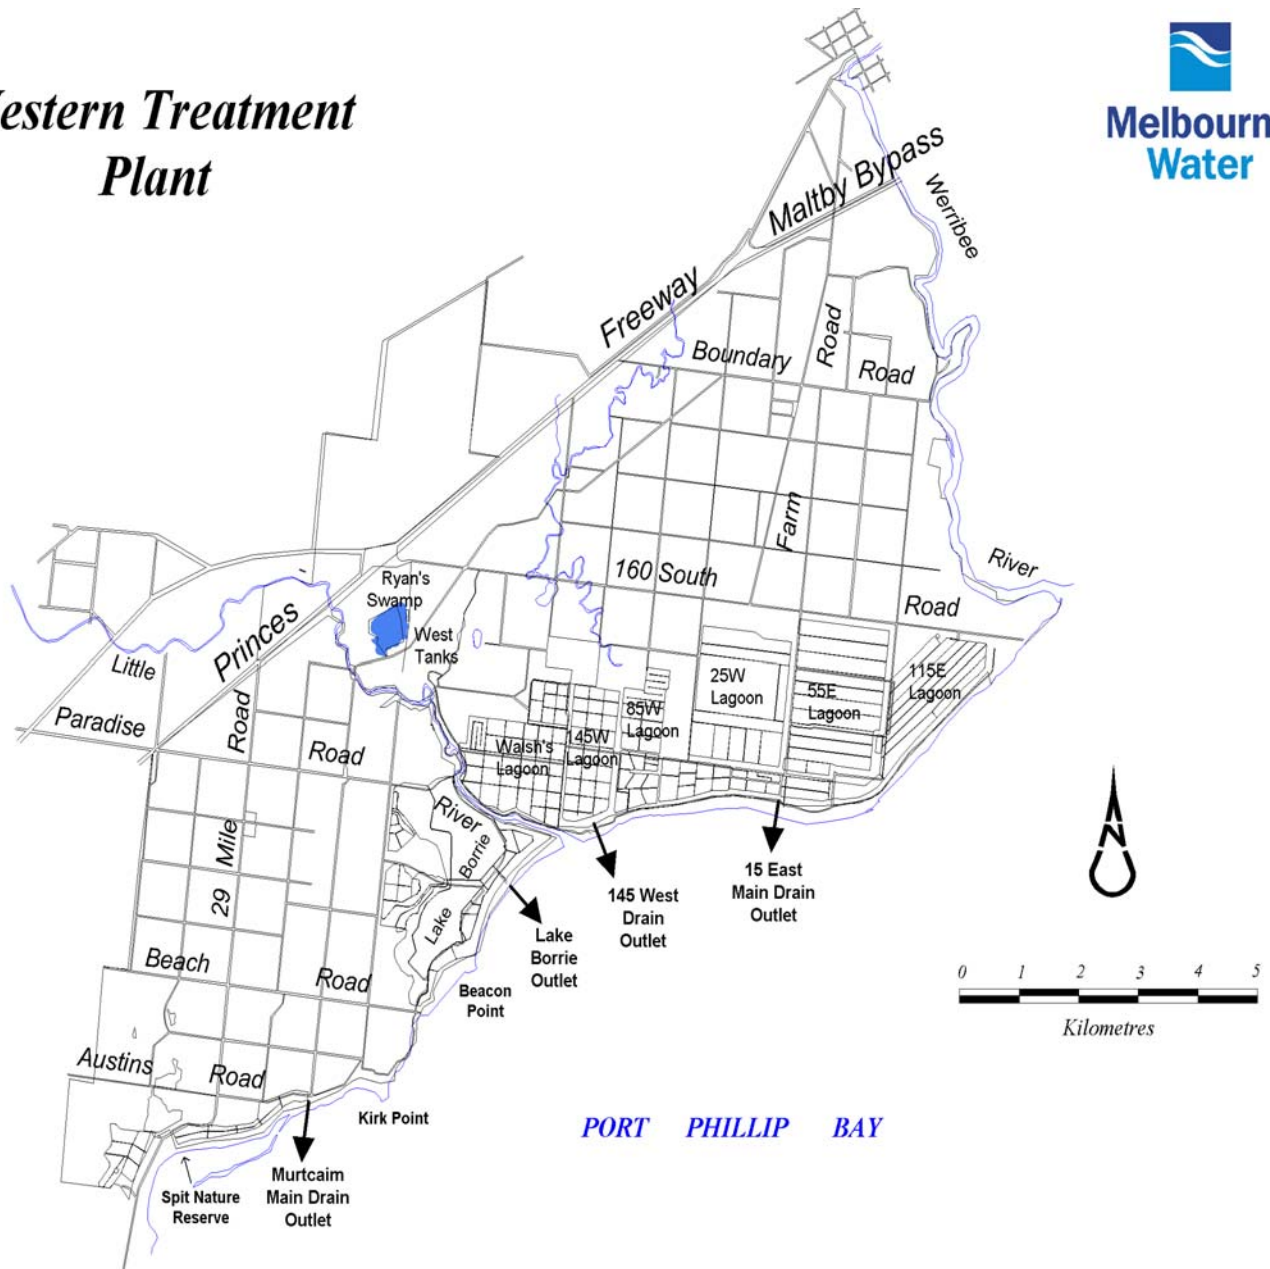 estern Treatment
Plant
Melbourn
Water
Maltby Bypass
Werribee
Freeway
Boundary
Road
Road
Farm
160 South
Road
River
Ryan's
Swamp
West
Tanks
Princes
Little
Paradise
Road
Road
29 Mile
25W
Lagoon
55E
Lagoon
115E
Lagoon
85W
Lagoon
145W
Lagoon
Walsh's
Lagoon
River
Borrie
Lake
15 East
Main Drain
Outlet
145 West
Drain
Outlet
Lake
Borrie
Outlet
Beach
Road
Beacon
Point
Austins
Road
Kirk Point
Murtcaim
Main Drain
Outlet
Spit Nature
Reserve
PORT PHILLIP BAY
N
0 1 2 3 4 5
Kilometres